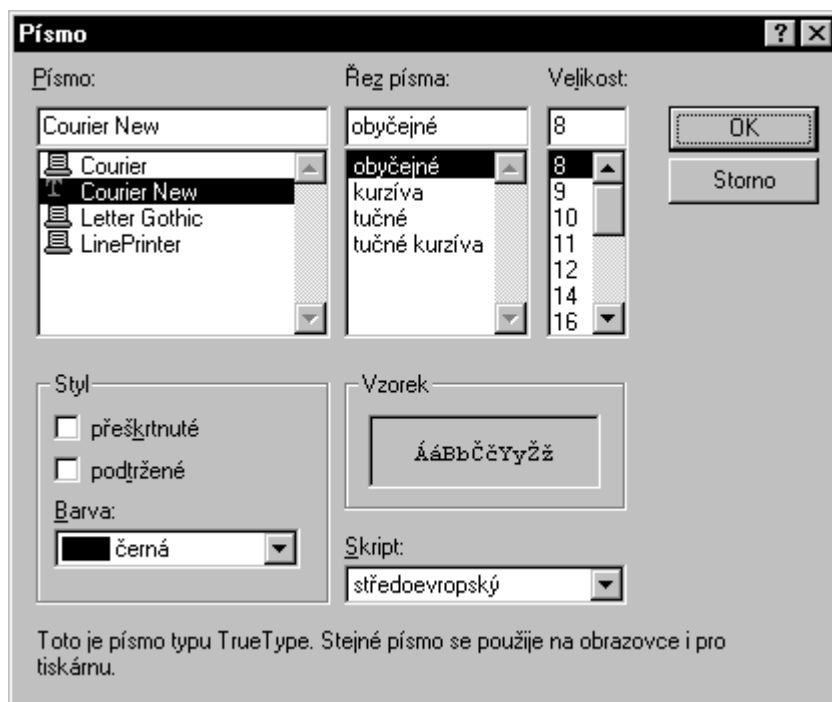 Písmo
Písmo:
Courier New
Courier
Courier New
Letter Gothic
LinePrinter
Řez písma:
obyčejné
obyčejné
kurzíva
tučné
tučné kurzíva
Velikost:
8
8
9
10
11
12
14
16
OK
Storno
Styl
přeškrtnuté
podtržené
Barva:
černá
Vzorek
ÁáBbČčYyŽž
Skript:
středoevropský
Toto je písmo typu TrueType. Stejné písmo se použije na obrazovce i pro
tiskárnu.